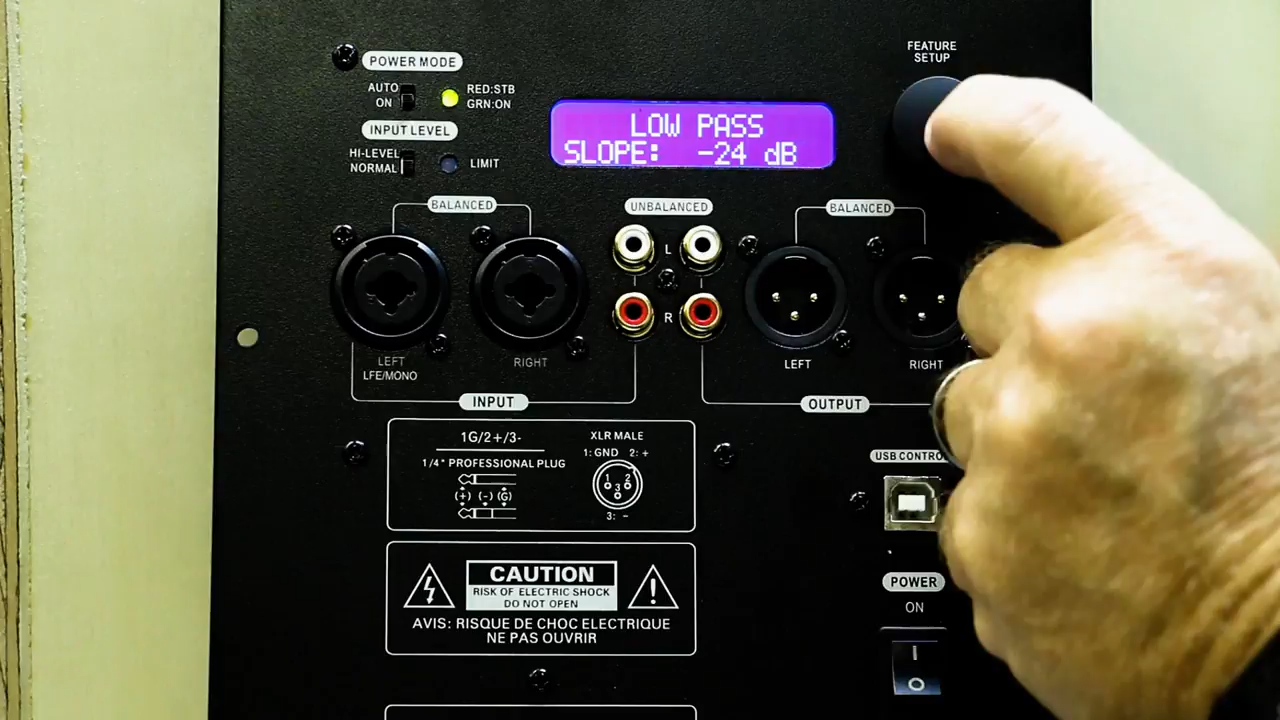 POWER MODE
AUTO
ON
RED:STB
GRN:ON
INPUT LEVEL
HI-LEVEL
NORMAL
LIMIT
LOW PASS
SLOPE: -24 dB
FEATURE
SETUP
BALANCED
UNBALANCED
BALANCED
L
R
LEFT
LFE/MONO
RIGHT
LEFT
RIGHT
INPUT
OUTPUT
1G/2+/3-
1/4" PROFESSIONAL PLUG
(+) (-) (G)
XLR MALE
1:GND 2: +
1 2
3
3: -
USB CONTRO
CAUTION
RISK OF ELECTRIC SHOCK
DO NOT OPEN
AVIS: RISQUE DE CHOC ELECTRIQUE
NE PAS OUVRIR
POWER
ON